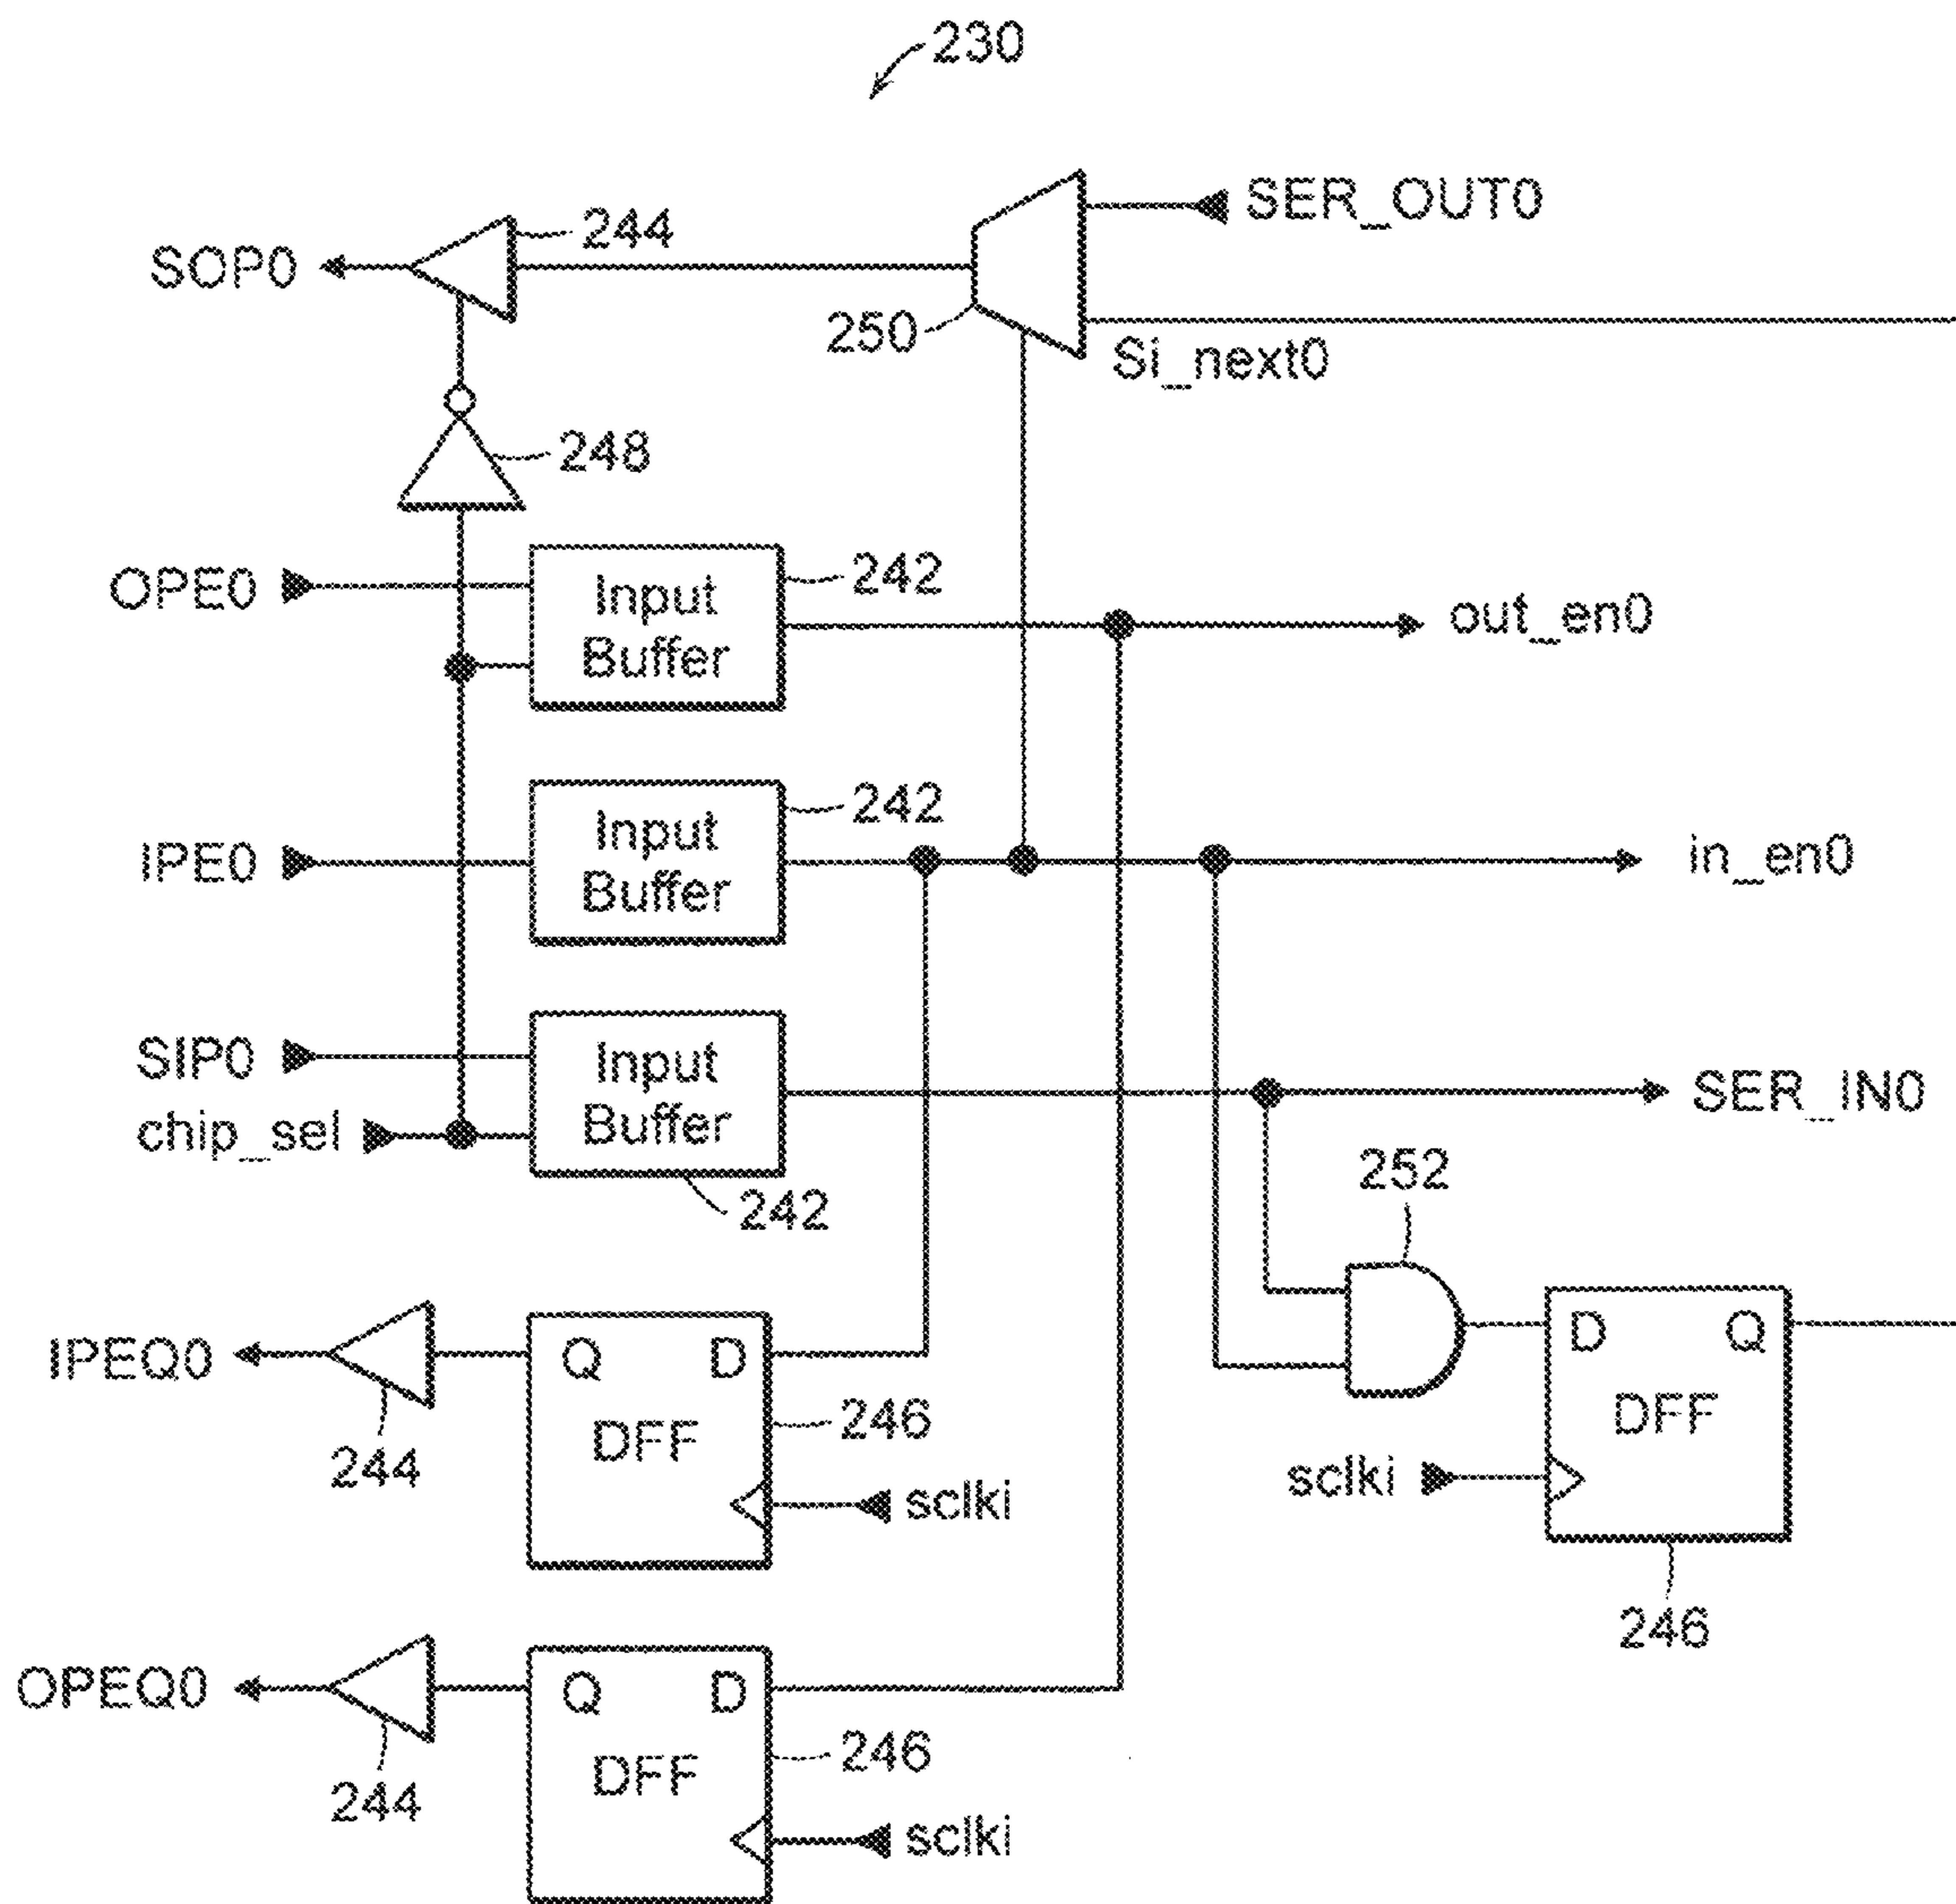 230
SER_OUT0
244
SOP0
250
Si_next0
248
OPE0
Input
Buffer
242
out_en0
IPE0
Input
Buffer
242
in_en0
SIP0
chip_sel
Input
Buffer
242
SER_IN0
252
IPEQ0
244
Q D
DFF
246
sclki
D Q
DFF
sclki
246
OPEQ0
244
Q D
DFF
246
sclki